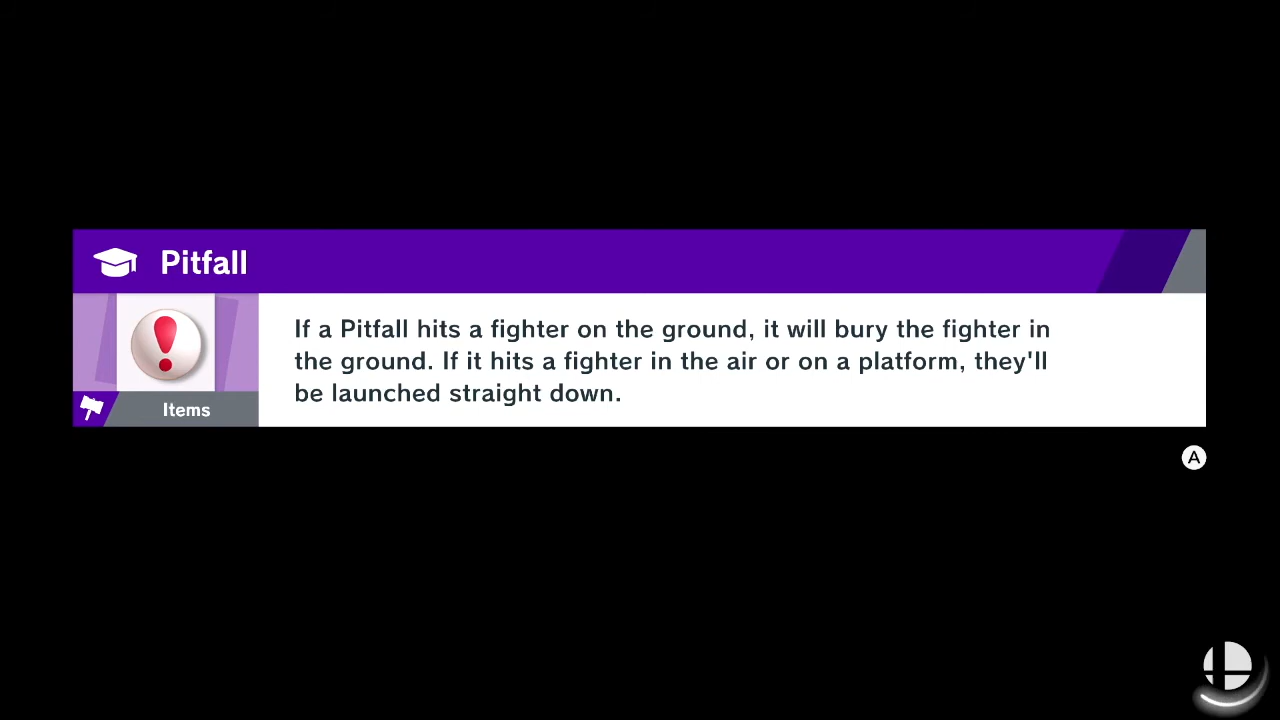 Pitfall
If a Pitfall hits a fighter on the ground, it will bury the fighter in
the ground. If it hits a fighter in the air or on a platform, they'll
be launched straight down.
Items
A